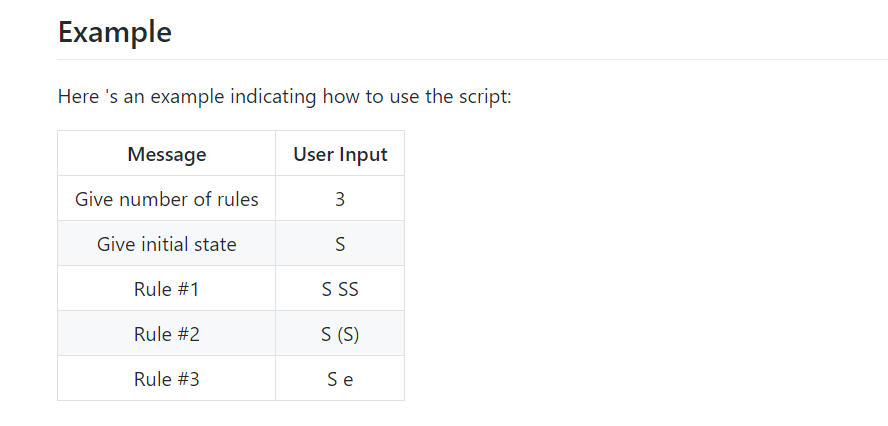 Example
Here 's an example indicating how to use the script:
Message User Input
Give number of rules 3
Give initial state S
Rule #1 S SS
Rule #2 S (S)
Rule #3 S e